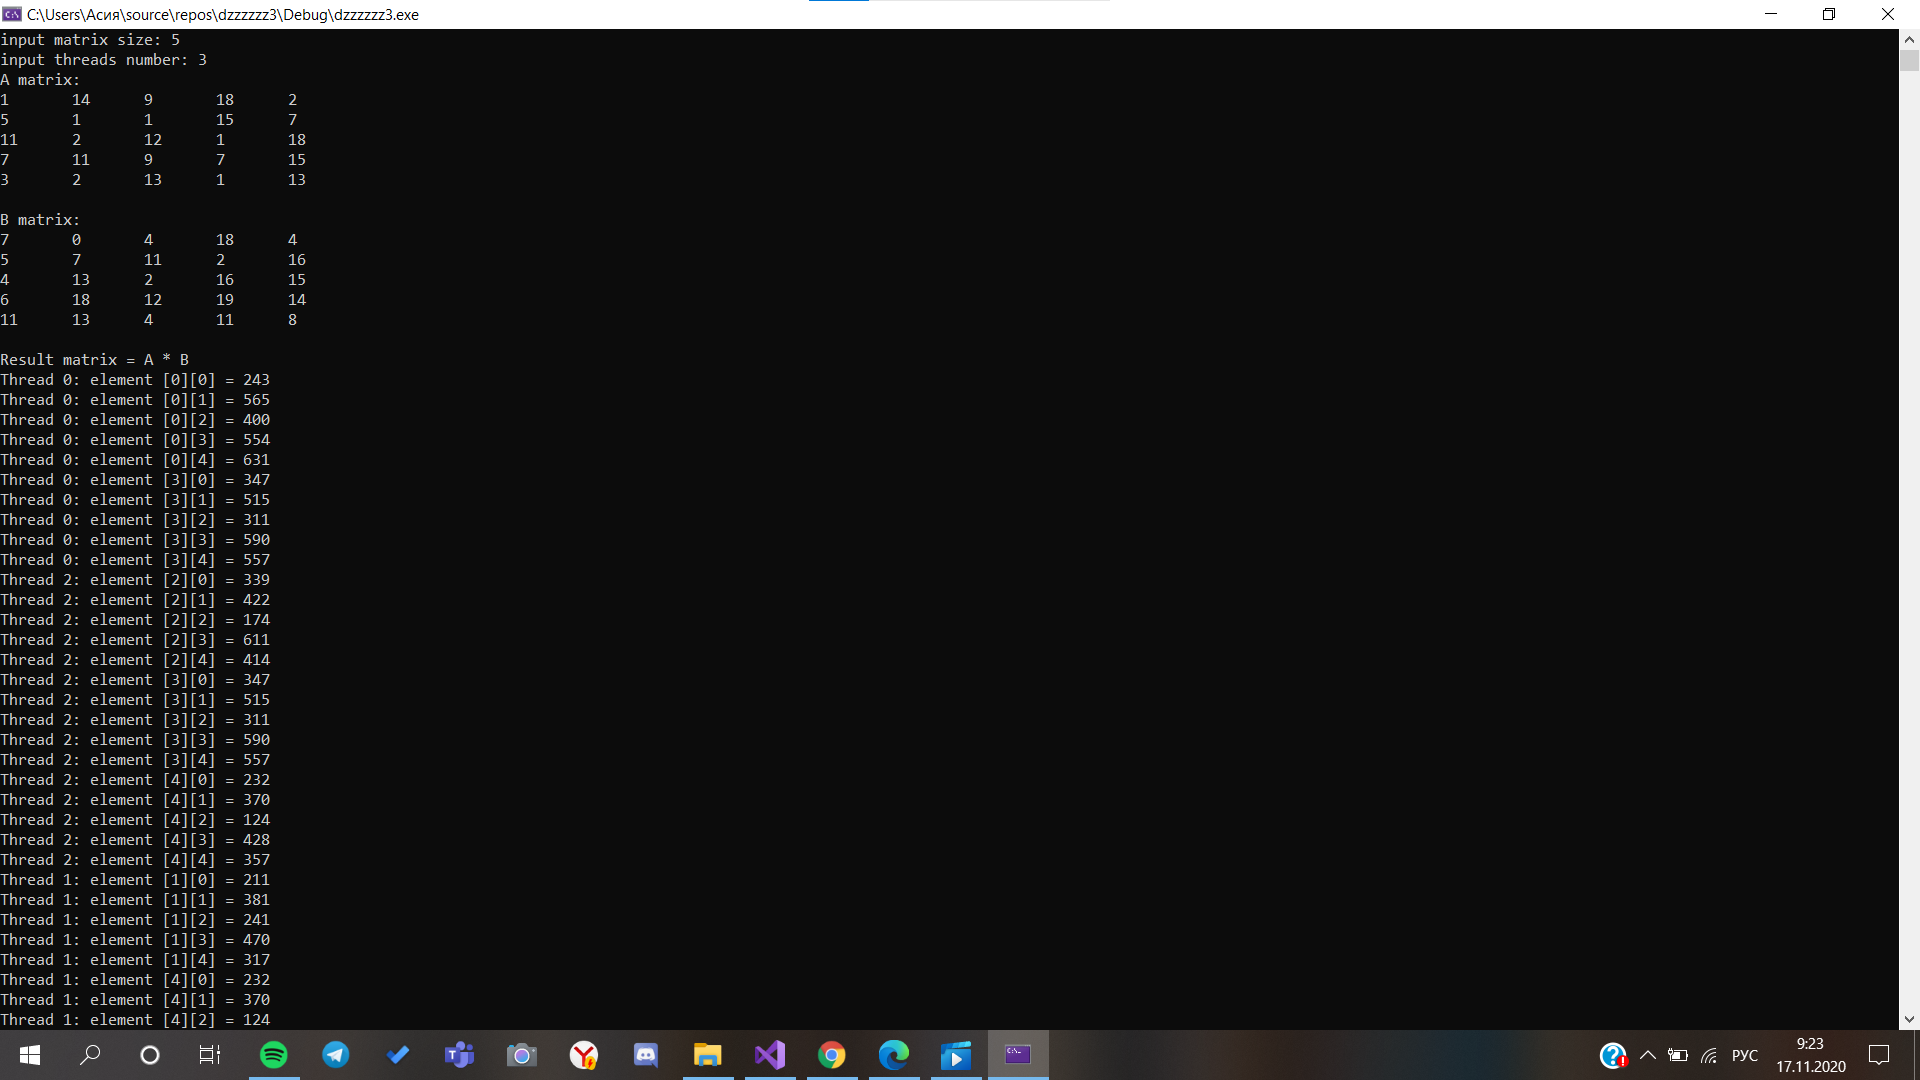 C:\Users\Асия\source\repos\dzzzzzz3\Debug\dzzzzzz3.exe
input matrix size: 5
input threads number: 3
A matrix:
1 14 9 18 2
5 1 1 15 7
11 2 12 1 18
7 11 9 7 15
3 2 13 1 13
B matrix:
7 0 4 18 4
5 7 11 2 16
4 13 2 16 15
6 18 12 19 14
11 13 4 11 8
Result matrix = A * B
Thread 0: element [0][0] = 243
Thread 0: element [0][1] = 565
Thread 0: element [0][2] = 400
Thread 0: element [0][3] = 554
Thread 0: element [0][4] = 631
Thread 0: element [3][0] = 347
Thread 0: element [3][1] = 515
Thread 0: element [3][2] = 311
Thread 0: element [3][3] = 590
Thread 0: element [3][4] = 557
Thread 2: element [2][0] = 339
Thread 2: element [2][1] = 422
Thread 2: element [2][2] = 174
Thread 2: element [2][3] = 611
Thread 2: element [2][4] = 414
Thread 2: element [3][0] = 347
Thread 2: element [3][1] = 515
Thread 2: element [3][2] = 311
Thread 2: element [3][3] = 590
Thread 2: element [3][4] = 557
Thread 2: element [4][0] = 232
Thread 2: element [4][1] = 370
Thread 2: element [4][2] = 124
Thread 2: element [4][3] = 428
Thread 2: element [4][4] = 357
Thread 1: element [1][0] = 211
Thread 1: element [1][1] = 381
Thread 1: element [1][2] = 241
Thread 1: element [1][3] = 470
Thread 1: element [1][4] = 317
Thread 1: element [4][0] = 232
Thread 1: element [4][1] = 370
Thread 1: element [4][2] = 124
РУС
9:23
17.11.2020